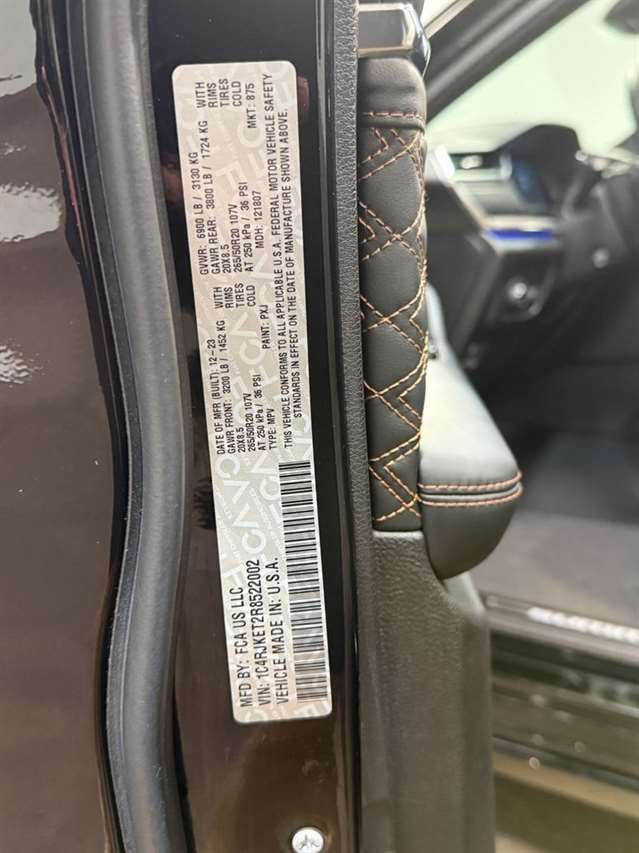 MFD BY: FCA US LLC
VIN: 1C4RJKET2R8522002
VEHICLE MADE IN: U.S.A.
DATE OF MFR (BUILT): 12-23 GVWR: 6900 LB / 3130 KG
GAWR FRONT: 3200 LB / 1452 KG WITH GAWR REAR: 3800 LB / 1724 KG WITH
20X8.5 RIMS 20X8.5 RIMS
265/50R20 107V TIRES 265/50R20 107V TIRES
AT 250 kPa / 36 PSI COLD AT 250 kPa / 36 PSI COLD
TYPE: MPV PAINT: PXJ MDH: 121807 MKT: 875
THIS VEHICLE CONFORMS TO ALL APPLICABLE U.S.A. FEDERAL MOTOR VEHICLE SAFETY
STANDARDS IN EFFECT ON THE DATE OF MANUFACTURE SHOWN ABOVE.